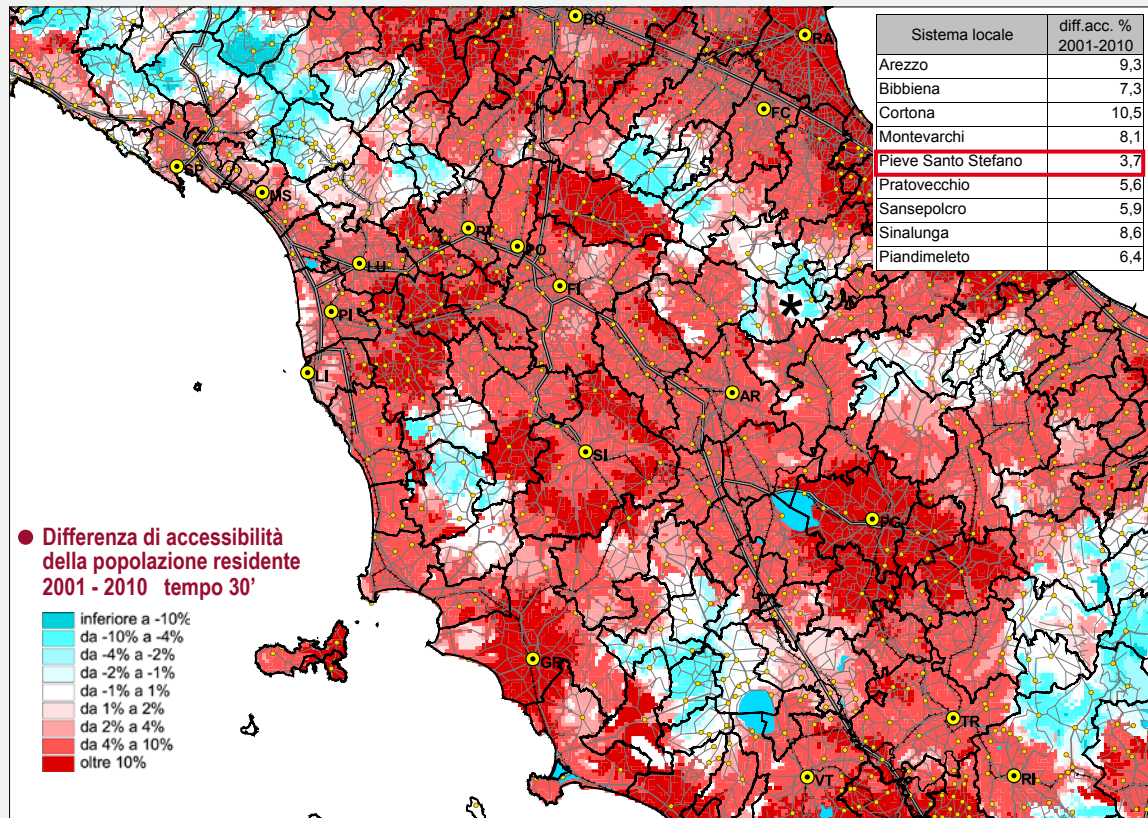 Sistema locale
diff.acc. %
2001-2010
Arezzo 9,3
Bibbiena 7,3
Cortona 10,5
Montevarchi 8,1
Pieve Santo Stefano 3,7
Pratovecchio 5,6
Sansepolcro 5,9
Sinalunga 8,6
Piandimeleto 6,4
BO
RA
FC
SP
MS
PT
PO
LU
FI
PI
LI
*
AR
SI
PG
GR
TR
VT
RI
Differenza di accessibilità
della popolazione residente
2001 - 2010 tempo 30’
inferiore a -10%
da -10% a -4%
da -4% a -2%
da -2% a -1%
da -1% a 1%
da 1% a 2%
da 2% a 4%
da 4% a 10%
oltre 10%